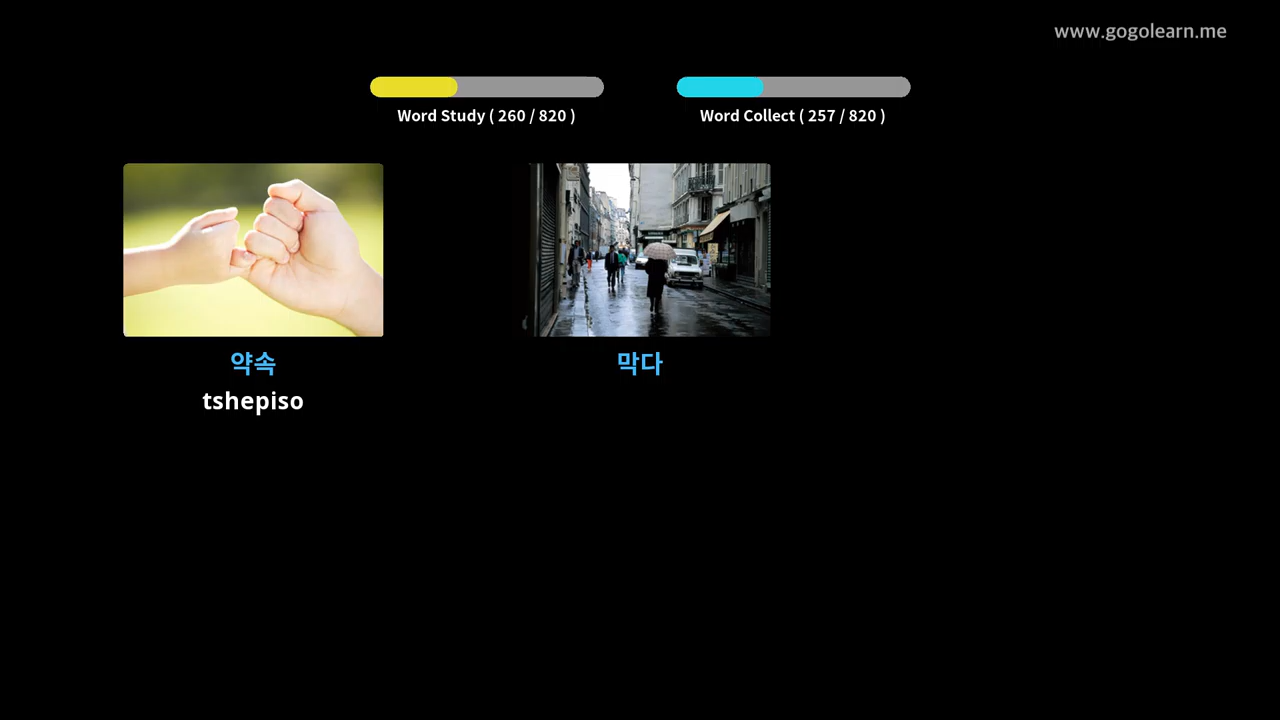 www.gogolearn.me
Word Study ( 260 / 820 )
Word Collect ( 257 / 820 )
약속
tshepiso
막다